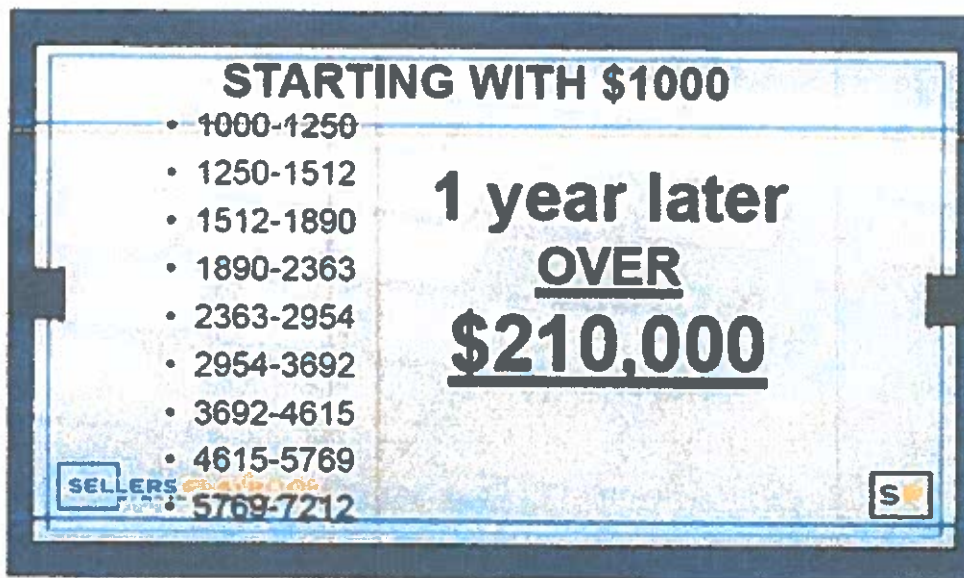 STARTING WITH $1000
• 1000-1250
• 1250-1512
• 1512-1890
• 1890-2363
• 2363-2954
• 2954-3692
• 3692-4615
• 4615-5769
• 5769-7212
1 year later
OVER
$210,000
SELLERS PLAYBOOK
S